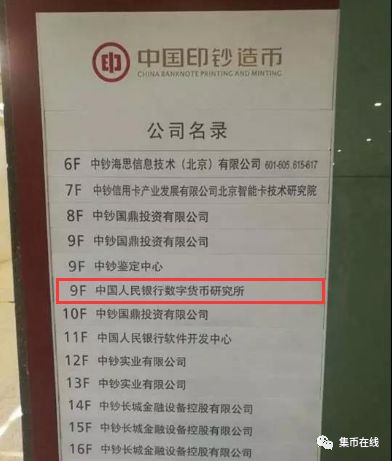 中国印钞造币
CHINA BANKNOTE PRINTING AND MINTING
公司名录
6F 中钞海思信息技术（北京）有限公司 601-605. 615-617
7F 中钞信用卡产业发展有限公司北京智能卡技术研究院
8F 中钞国鼎投资有限公司
9F 中钞国鼎投资有限公司
9F 中钞鉴定中心
9F 中国人民银行数字货币研究所
10F 中钞国鼎投资有限公司
11F 中国人民银行软件开发中心
12F 中钞实业有限公司
13F 中钞实业有限公司
14F 中钞长城金融设备控股有限公司
15F 中钞长城金融设备控股有限公司
16F 中钞长城金融设备控股有限公司
集币在线